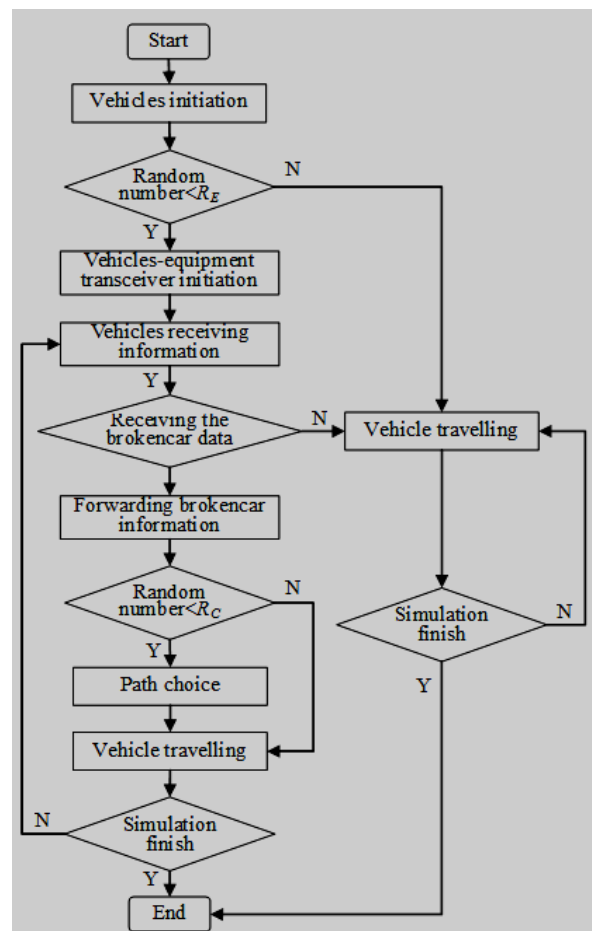 Start
Vehicles initiation
Random
number<R_E
N
Y
Vehicles-equipment
transceiver initiation
Vehicles receiving
information
Y
Receiving the
brokencar data
N
Vehicle travelling
Forwarding brokencar
information
Random
number<R_C
N
Y
Simulation
finish
N
Y
Path choice
Vehicle travelling
N
Simulation
finish
Y
End